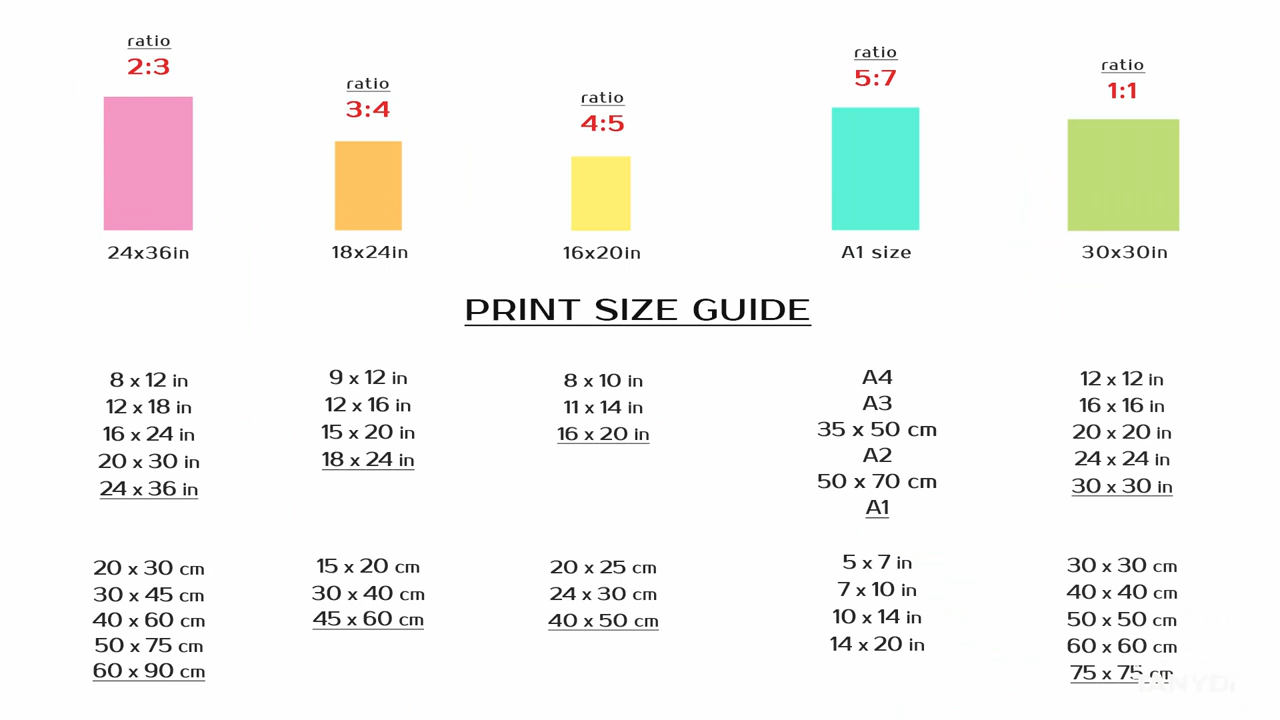 ratio
2:3
24x36in
ratio
3:4
18x24in
ratio
4:5
16x20in
ratio
5:7
A1 size
ratio
1:1
30x30in
PRINT SIZE GUIDE
8 x 12 in
12 x 18 in
16 x 24 in
20 x 30 in
24 x 36 in
20 x 30 cm
30 x 45 cm
40 x 60 cm
50 x 75 cm
60 x 90 cm
9 x 12 in
12 x 16 in
15 x 20 in
18 x 24 in
15 x 20 cm
30 x 40 cm
45 x 60 cm
8 x 10 in
11 x 14 in
16 x 20 in
20 x 25 cm
24 x 30 cm
40 x 50 cm
A4
A3
35 x 50 cm
A2
50 x 70 cm
A1
5 x 7 in
7 x 10 in
10 x 14 in
14 x 20 in
12 x 12 in
16 x 16 in
20 x 20 in
24 x 24 in
30 x 30 in
30 x 30 cm
40 x 40 cm
50 x 50 cm
60 x 60 cm
75 x 75 cm